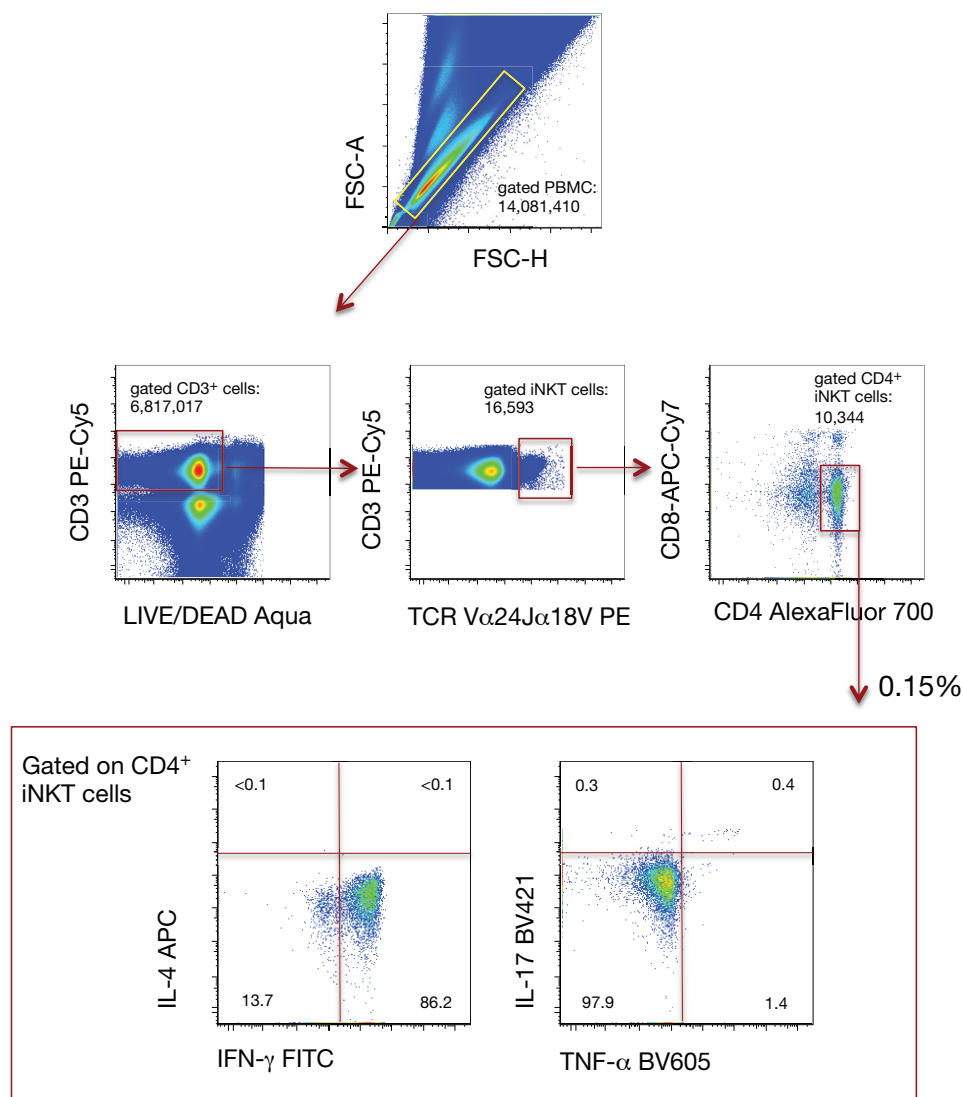 FSC-A
gated PBMC:
14,081,410
FSC-H
CD3 PE-Cy5
gated CD3⁺ cells:
6,817,017
LIVE/DEAD Aqua
CD3 PE-Cy5
gated iNKT cells:
16,593
TCR Vα24Jα18V PE
CD8-APC-Cy7
gated CD4⁺
iNKT cells:
10,344
CD4 AlexaFluor 700
0.15%
Gated on CD4⁺
iNKT cells
IL-4 APC
<0.1
<0.1
13.7
86.2
IFN-γ FITC
IL-17 BV421
0.3
0.4
97.9
1.4
TNF-α BV605